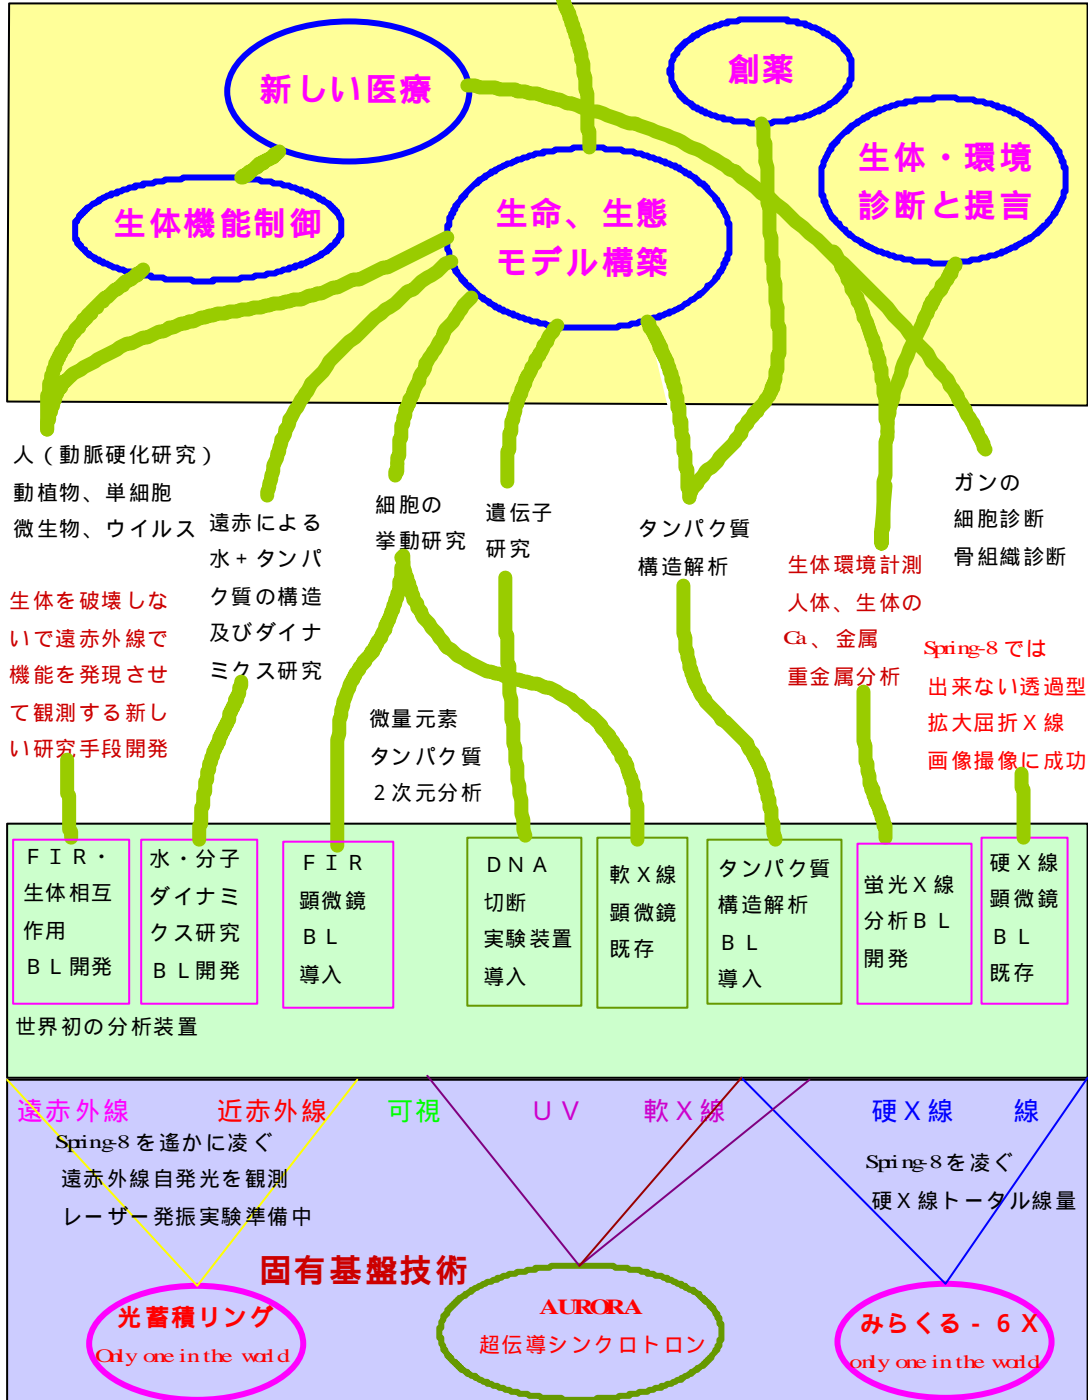 新しい医療
創薬
生体・環境
診断と提言
生体機能制御
生命、生態
モデル構築
人（動脈硬化研究）
動植物、単細胞
微生物、ウイルス
遠赤による
水+タンパ
ク質の構造
及びダイナ
ミクス研究
細胞の
挙動研究
遺伝子
研究
タンパク質
構造解析
ガンの
細胞診断
骨組織診断
生体環境計測
人体、生体の
Ca、金属
重金属分析
生体を破壊しな
いで遠赤外線で
機能を発現させ
て観測する新し
い研究手段開発
微量元素
タンパク質
2次元分析
Spring-8では
出来ない透過型
拡大屈折X線
画像撮像に成功
FIR・
生体相互
作用
BL開発
水・分子
ダイナミ
クス研究
BL開発
FIR
顕微鏡
BL
導入
DNA
切断
実験装置
導入
軟X線
顕微鏡
既存
タンパク質
構造解析
BL
導入
蛍光X線
分析BL
開発
硬X線
顕微鏡
BL
既存
世界初の分析装置
遠赤外線 近赤外線 可視 UV 軟X線 硬X線 線
Spring-8を遙かに凌ぐ
遠赤外線自発光を観測
レーザー発振実験準備中
Spring-8を凌ぐ
硬X線トータル線量
固有基盤技術
光蓄積リング
Only one in the world
AURORA
超伝導シンクロトロン
みらくる-6X
only one in the world